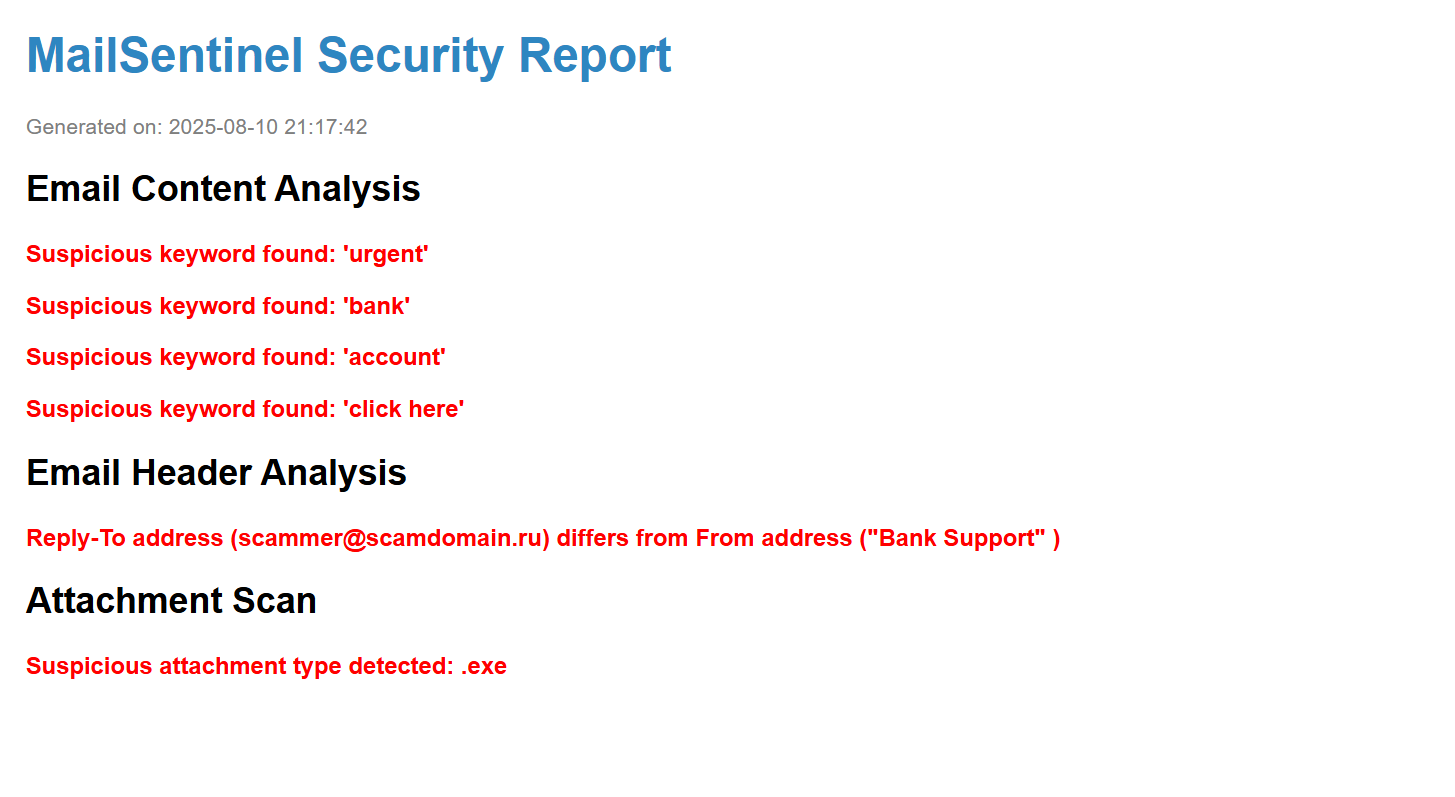 MailSentinel Security Report
Generated on: 2025-08-10 21:17:42
Email Content Analysis
Suspicious keyword found: 'urgent'
Suspicious keyword found: 'bank'
Suspicious keyword found: 'account'
Suspicious keyword found: 'click here'
Email Header Analysis
Reply-To address (scammer@scamdomain.ru) differs from From address ("Bank Support" )
Attachment Scan
Suspicious attachment type detected: .exe